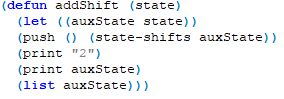 (defun addShift (state)
(let ((auxState state))
(push () (state-shifts auxState))
(print "2")
(print auxState)
(list auxState)))